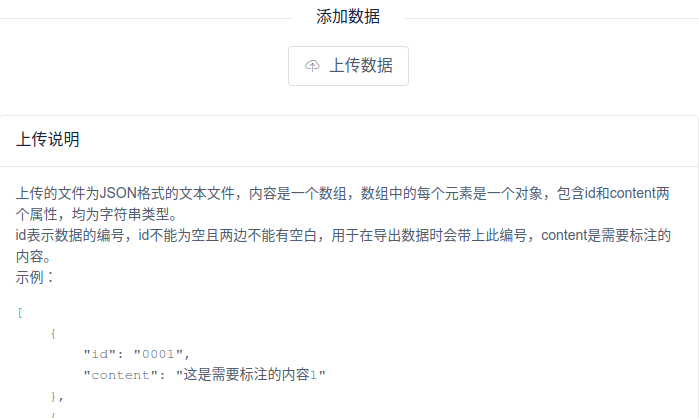 添加数据
上传数据
上传说明
上传的文件为JSON格式的文本文件，内容是一个数组，数组中的每个元素是一个对象，包含id和content两
个属性，均为字符串类型。
id表示数据的编号，id不能为空且两边不能有空白，用于在导出数据时会带上此编号，content是需要标注的
内容。
示例：
[
    {
        "id": "0001",
        "content": "这是需要标注的内容1"
    },
    {